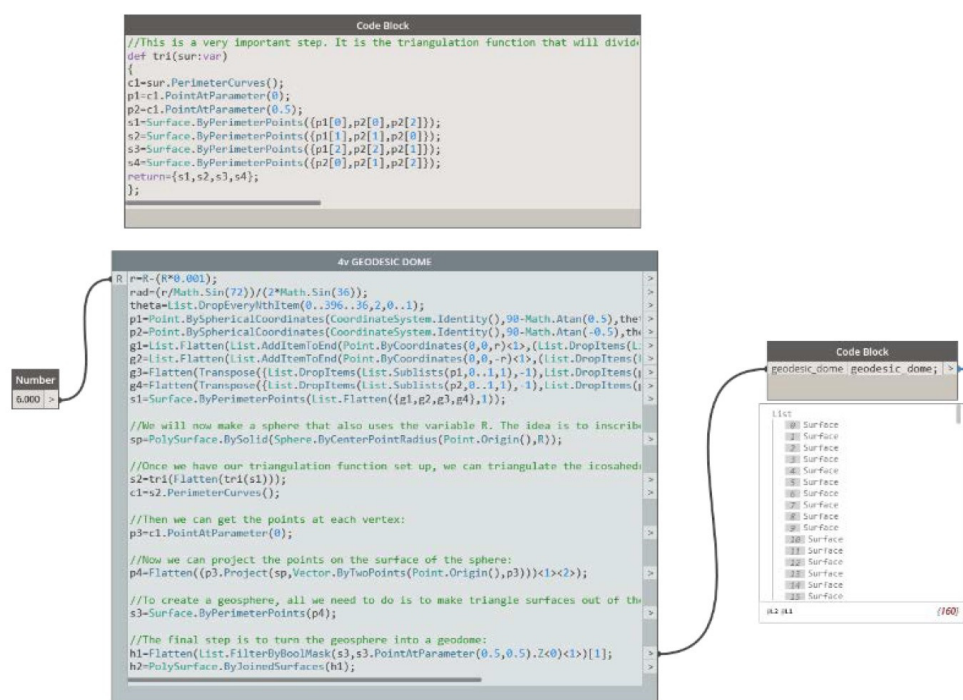 Code Block
//This is a very important step. It is the triangulation function that will divid
def tri(sur:var)
{
c1=sur.PerimeterCurves();
p1=c1.PointAtParameter(0);
p2=c1.PointAtParameter(0.5);
s1=Surface.ByPerimeterPoints({p1[0],p2[0],p2[2]});
s2=Surface.ByPerimeterPoints({p1[1],p2[1],p2[0]});
s3=Surface.ByPerimeterPoints({p1[2],p2[2],p2[1]});
s4=Surface.ByPerimeterPoints({p2[0],p2[1],p2[2]});
return={s1,s2,s3,s4};
};
4v GEODESIC DOME
R r=R-(R*0.001); >
rad=(r/Math.Sin(72))/(2*Math.Sin(36)); >
theta=List.DropEveryNthItem(0..396..36,2,0..1); >
p1=Point.BySphericalCoordinates(CoordinateSystem.Identity(),90-Math.Atan(0.5),the >
p2=Point.BySphericalCoordinates(CoordinateSystem.Identity(),90-Math.Atan(-0.5),th >
g1=List.Flatten(List.AddItemToEnd(Point.ByCoordinates(0,0,r)<1>,(List.DropItems(L >
g2=List.Flatten(List.AddItemToEnd(Point.ByCoordinates(0,0,-r)<1>,(List.DropItems( >
g3=Flatten(Transpose({List.DropItems(List.Sublists(p1,0..1,1),-1),List.DropItems( >
g4=Flatten(Transpose({List.DropItems(List.Sublists(p2,0..1,1),-1),List.DropItems( >
s1=Surface.ByPerimeterPoints(List.Flatten({g1,g2,g3,g4},1)); >
//We will now make a sphere that also uses the variable R. The idea is to inscrib
sp=PolySurface.BySolid(Sphere.ByCenterPointRadius(Point.Origin(),R)); >
//Once we have our triangulation function set up, we can triangulate the icosahed
s2=tri(Flatten(tri(s1))); >
c1=s2.PerimeterCurves(); >
//Then we can get the points at each vertex:
p3=c1.PointAtParameter(0); >
//Now we can project the points on the surface of the sphere:
p4=Flatten((p3.Project(sp,Vector.ByTwoPoints(Point.Origin(),p3)))<1><2>); >
//To create a geosphere, all we need to do is to make triangle surfaces out of the
s3=Surface.ByPerimeterPoints(p4); >
//The final step is to turn the geosphere into a geodome:
h1=Flatten(List.FilterByBoolMask(s3,s3.PointAtParameter(0.5,0.5).Z<0)<1>)[1]; >
h2=PolySurface.ByJoinedSurfaces(h1); >
Number
6.000 >
Code Block
geodesic_dome geodesic_dome; >
List
0 Surface
1 Surface
2 Surface
3 Surface
4 Surface
5 Surface
6 Surface
7 Surface
8 Surface
9 Surface
10 Surface
11 Surface
12 Surface
13 Surface
14 Surface
15 Surface
@L2 @L1 {160}